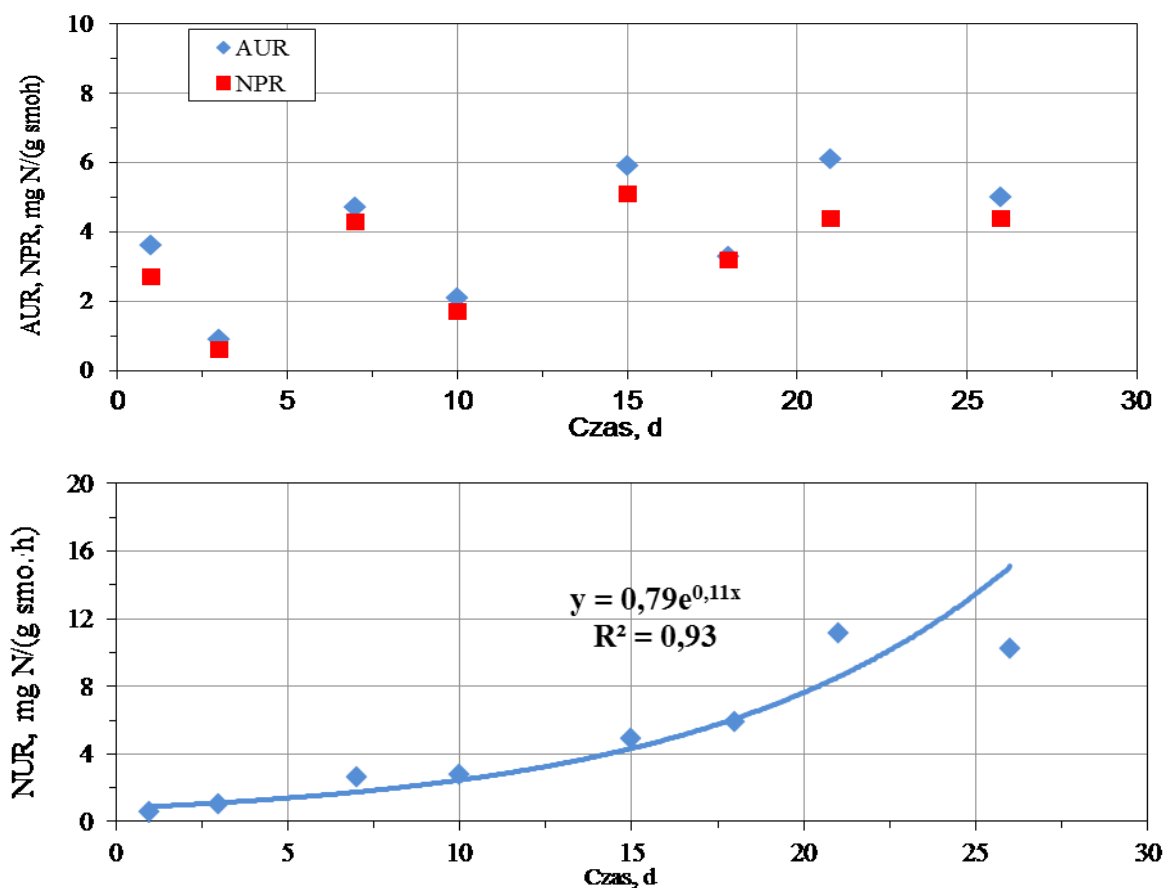 10
AUR
NPR
8
6
4
2
0
AUR, NPR, mg N/(g smoh)
0 5 10 15 20 25 30
Czas, d
20
16
12
8
4
0
NUR, mg N/(g smo·h)
y = 0,79e^0,11x
R² = 0,93
0 5 10 15 20 25 30
Czas, d